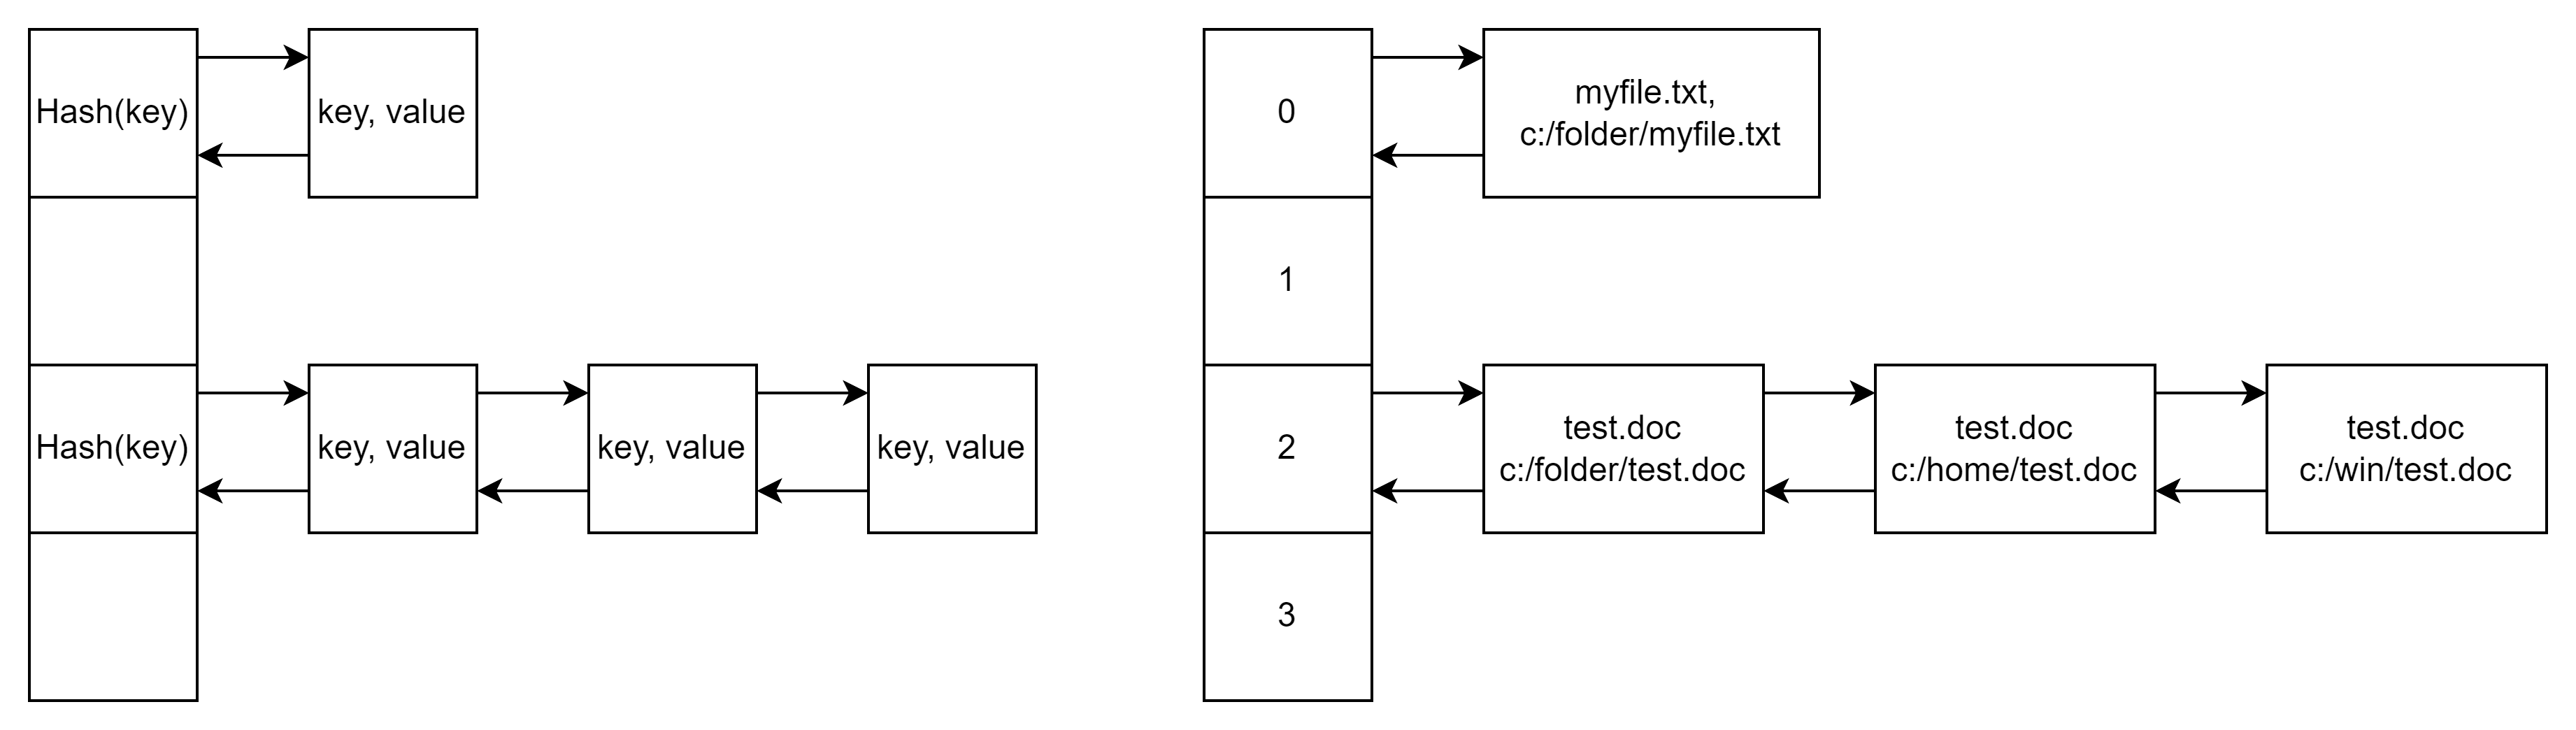 Hash(key)
key, value
Hash(key)
key, value
key, value
key, value
0
myfile.txt,
c:/folder/myfile.txt
1
2
test.doc
c:/folder/test.doc
test.doc
c:/home/test.doc
test.doc
c:/win/test.doc
3